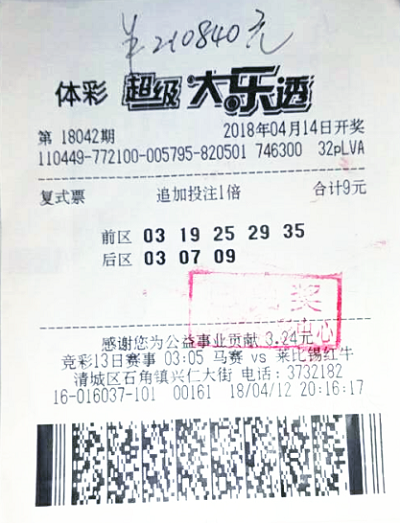 ¥210840元
体彩 超级大乐透
第 18042期 2018年04月14日开奖
110449-772100-005795-820501 746300 32pLVA
复式票 追加投注1倍 合计9元
前区 03 19 25 29 35
后区 03 07 09
奖
中心
感谢您为公益事业贡献 3.24元
竞彩13日赛事 03:05 马赛 vs 莱比锡红牛
清城区石角镇兴仁大街 电话:3732182
16-016037-101 00161 18/04/12 20:16:17